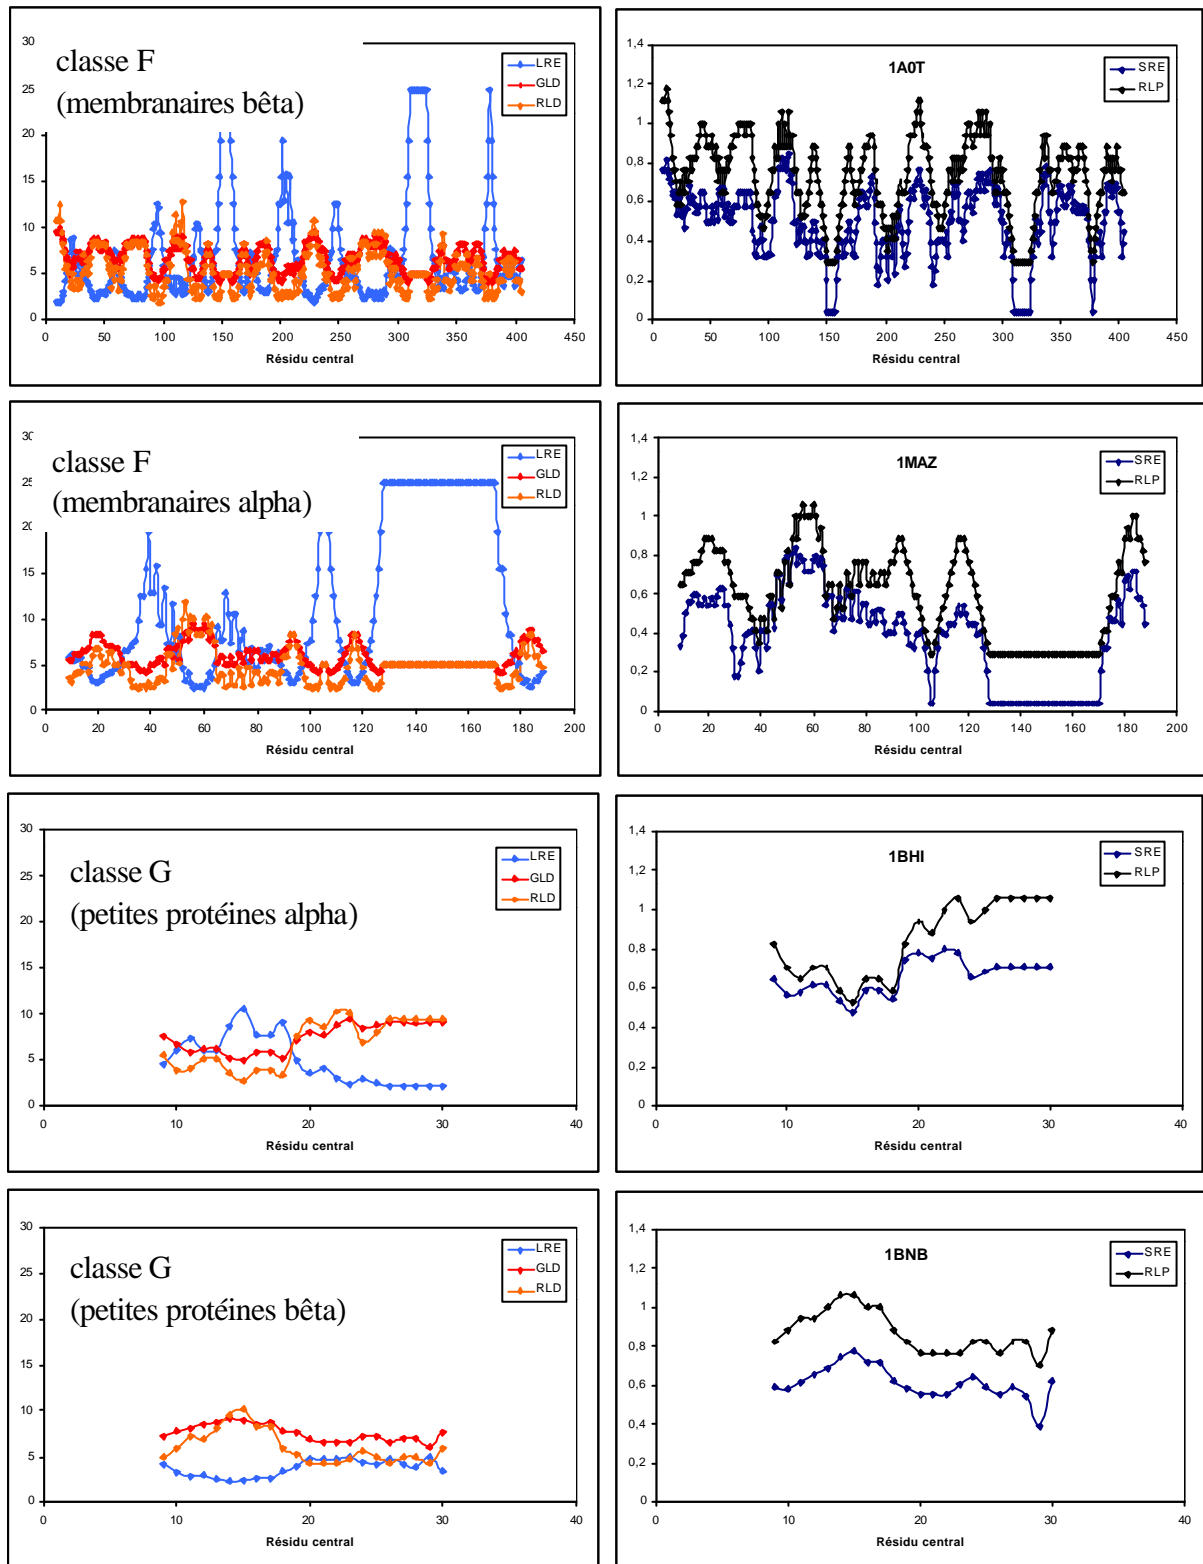 classe F
(membranaires bêta)
30
25
20
15
10
5
0
LRE
GLD
RLD
0 50 100 150 200 250 300 350 400 450
Résidu central
1A0T
1,4
1,2
1
0,8
0,6
0,4
0,2
0
SRE
RLP
0 50 100 150 200 250 300 350 400 450
Résidu central
classe F
(membranaires alpha)
30
25
20
15
10
5
0
LRE
GLD
RLD
0 20 40 60 80 100 120 140 160 180 200
Résidu central
1MAZ
1,4
1,2
1
0,8
0,6
0,4
0,2
0
SRE
RLP
0 20 40 60 80 100 120 140 160 180 200
Résidu central
classe G
(petites protéines alpha)
30
25
20
15
10
5
0
LRE
GLD
RLD
0 10 20 30 40
Résidu central
1BHI
1,4
1,2
1
0,8
0,6
0,4
0,2
0
SRE
RLP
0 10 20 30 40
Résidu central
classe G
(petites protéines bêta)
30
25
20
15
10
5
0
LRE
GLD
RLD
0 10 20 30 40
Résidu central
1BNB
1,4
1,2
1
0,8
0,6
0,4
0,2
0
SRE
RLP
0 10 20 30 40
Résidu central